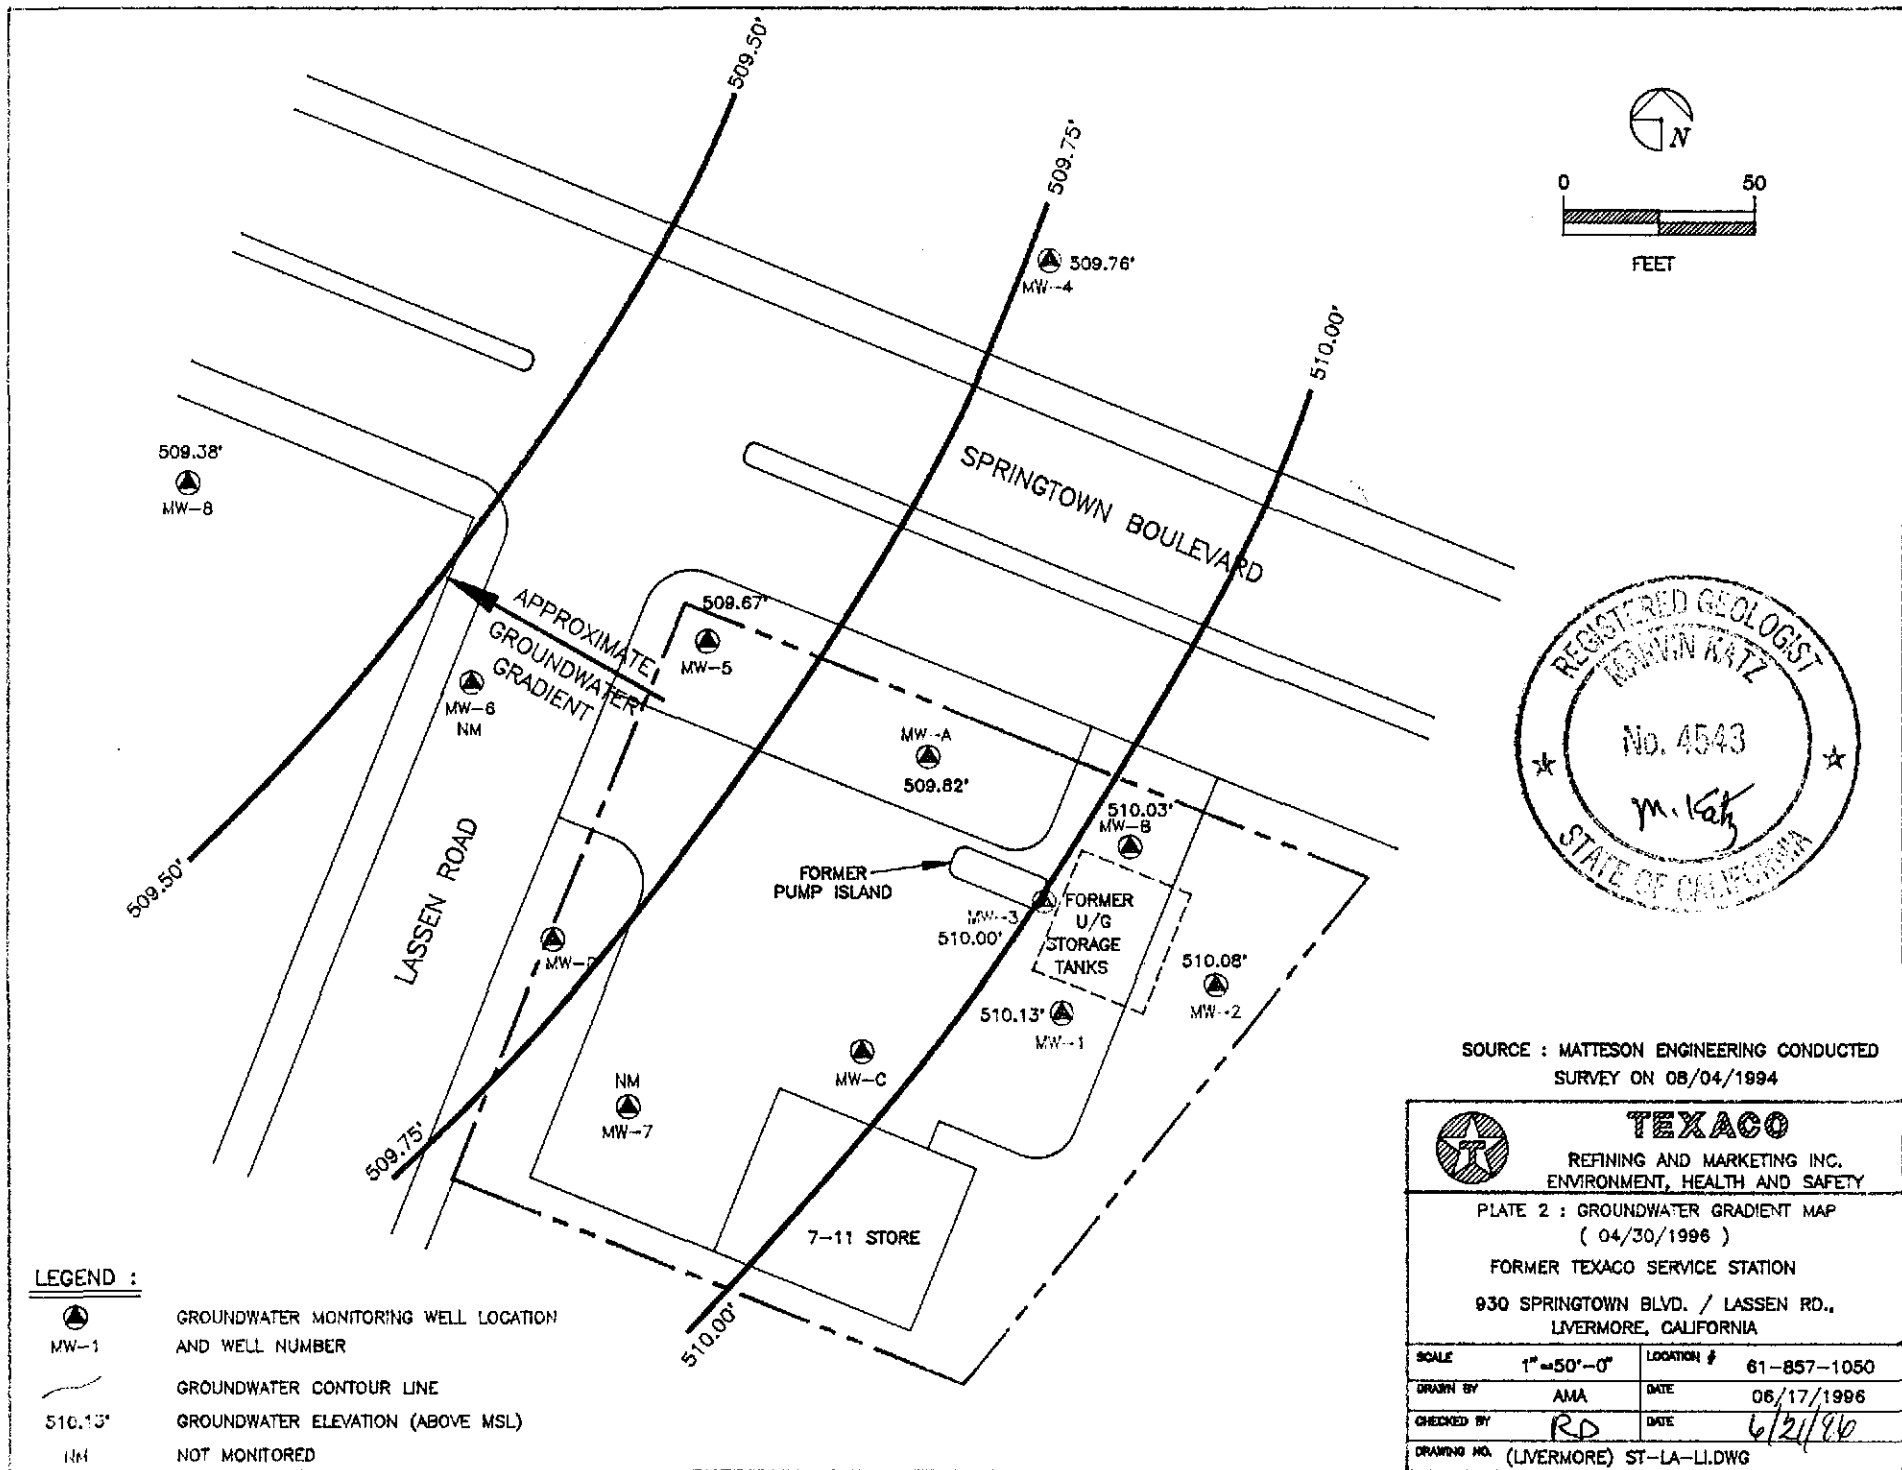 509.50'
509.75'
510.00'
N
0 50
FEET
509.76'
MW-4
509.38'
MW-8
SPRINGTOWN BOULEVARD
APPROXIMATE
GROUNDWATER
GRADIENT
509.67'
MW-5
MW-6
NM
MW-A
509.82'
510.03'
MW-B
FORMER
PUMP ISLAND
MW-3
510.00'
FORMER
U/G
STORAGE
TANKS
510.08'
MW-2
510.13'
MW-1
LASSEN ROAD
509.50'
MW-D
MW-C
NM
MW-7
509.75'
7-11 STORE
510.00'
REGISTERED GEOLOGIST
MARVIN KATZ
No. 4543
M. Katz
STATE OF CALIFORNIA
SOURCE : MATTESON ENGINEERING CONDUCTED
SURVEY ON 08/04/1994
TEXACO
REFINING AND MARKETING INC.
ENVIRONMENT, HEALTH AND SAFETY
PLATE 2 : GROUNDWATER GRADIENT MAP
( 04/30/1996 )
FORMER TEXACO SERVICE STATION
930 SPRINGTOWN BLVD. / LASSEN RD.,
LIVERMORE, CALIFORNIA
SCALE 1"=50'-0" LOCATION # 61-857-1050
DRAWN BY AMA DATE 06/17/1996
CHECKED BY RD DATE 6/21/96
DRAWING NO. (LIVERMORE) ST-LA-LI.DWG
LEGEND :
MW-1
GROUNDWATER MONITORING WELL LOCATION
AND WELL NUMBER
GROUNDWATER CONTOUR LINE
510.13' GROUNDWATER ELEVATION (ABOVE MSL)
NM NOT MONITORED